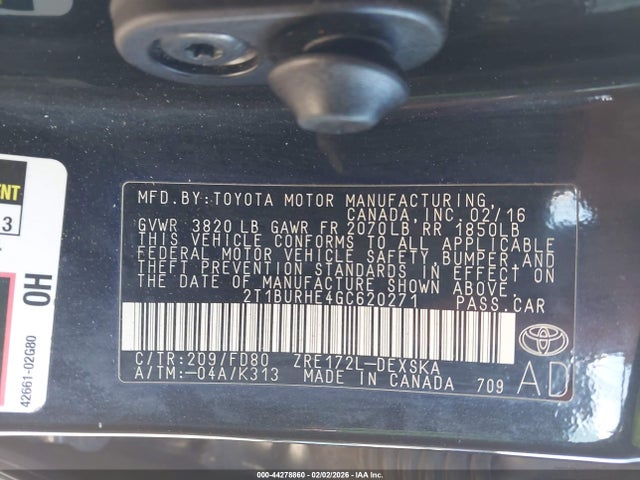 MFD.BY:TOYOTA MOTOR MANUFACTURING,
CANADA,INC. 02/16
GVWR 3820 LB GAWR FR 2070LB RR 1850LB
THIS VEHICLE CONFORMS TO ALL APPLICABLE
FEDERAL MOTOR VEHICLE SAFETY, BUMPER,AND
THEFT PREVENTION STANDARDS IN EFFECT ON
THE DATE OF MANUFACTURE SHOWN ABOVE.
2T1BURHE4GC620271 PASS.CAR
C/TR:209/FD80 ZRE172L-DEXSKA
A/TM:-04A/K313 MADE IN CANADA 709 AD
HO
42661-02G80
000-44278860 - 02/02/2026 - IAA Inc.